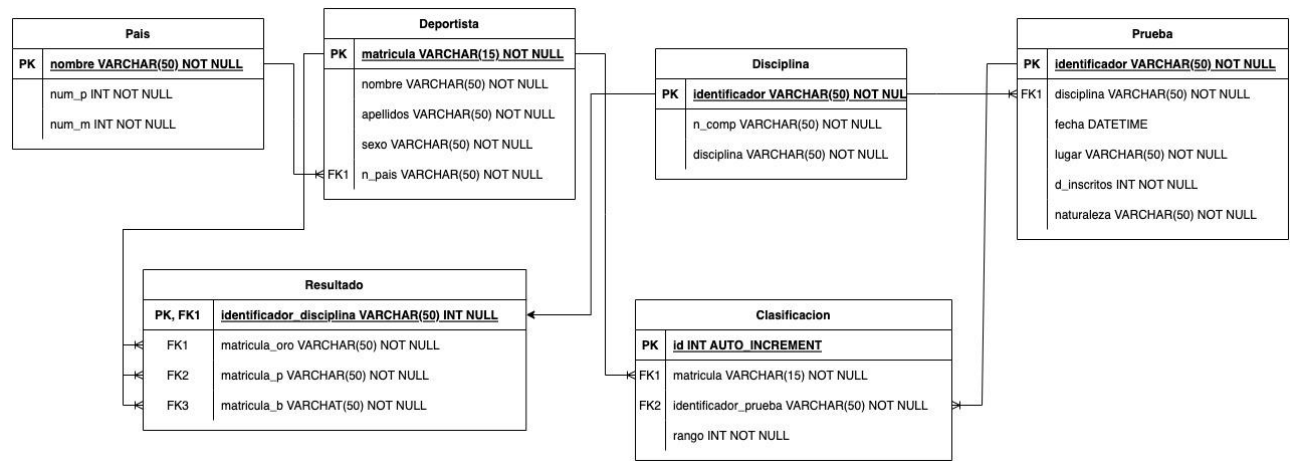 Pais
PK nombre VARCHAR(50) NOT NULL
num_p INT NOT NULL
num_m INT NOT NULL
Deportista
PK matricula VARCHAR(15) NOT NULL
nombre VARCHAR(50) NOT NULL
apellidos VARCHAR(50) NOT NULL
sexo VARCHAR(50) NOT NULL
FK1 n_pais VARCHAR(50) NOT NULL
Disciplina
PK identificador VARCHAR(50) NOT NUL
n_comp VARCHAR(50) NOT NULL
disciplina VARCHAR(50) NOT NULL
Prueba
PK identificador VARCHAR(50) NOT NULL
FK1 disciplina VARCHAR(50) NOT NULL
fecha DATETIME
lugar VARCHAR(50) NOT NULL
d_inscritos INT NOT NULL
naturaleza VARCHAR(50) NOT NULL
Resultado
PK, FK1 identificador_disciplina VARCHAR(50) INT NULL
FK1 matricula_oro VARCHAR(50) NOT NULL
FK2 matricula_p VARCHAR(50) NOT NULL
FK3 matricula_b VARCHAT(50) NOT NULL
Clasificacion
PK id INT AUTO_INCREMENT
FK1 matricula VARCHAR(15) NOT NULL
FK2 identificador_prueba VARCHAR(50) NOT NULL
rango INT NOT NULL